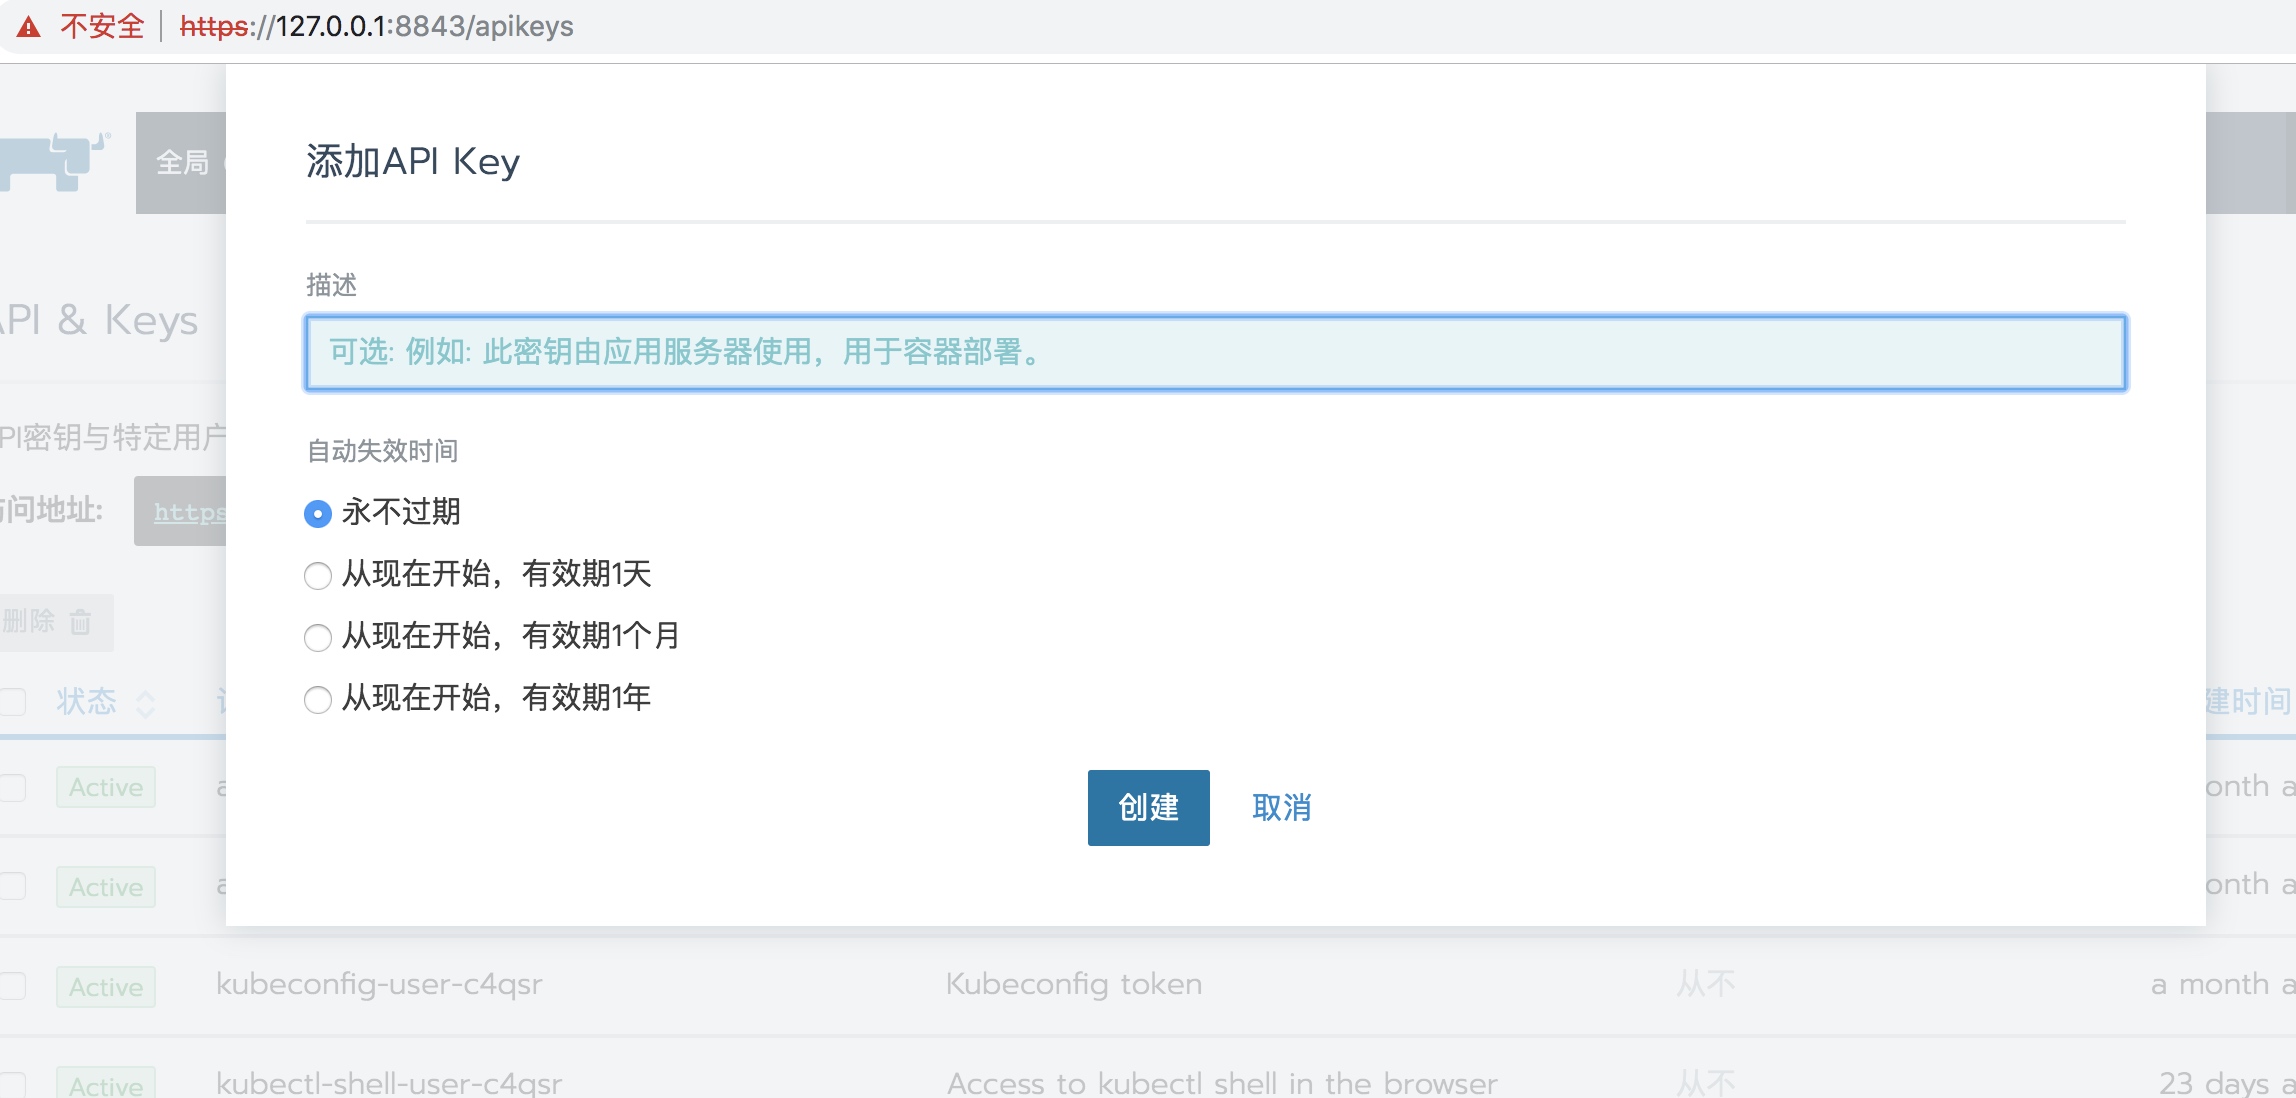 不安全 | https://127.0.0.1:8843/apikeys
全局
添加API Key
描述
API & Keys
可选: 例如: 此密钥由应用服务器使用，用于容器部署。
PI密钥与特定用户
自动失效时间
问地址:
https
永不过期
从现在开始，有效期1天
删除
从现在开始，有效期1个月
从现在开始，有效期1年
状态
建时间
创建 取消
Active a onth a
Active a onth a
Active kubeconfig-user-c4qsr Kubeconfig token 从不 a month a
Active kubectl-shell-user-c4qsr Access to kubectl shell in the browser 从不 23 days a